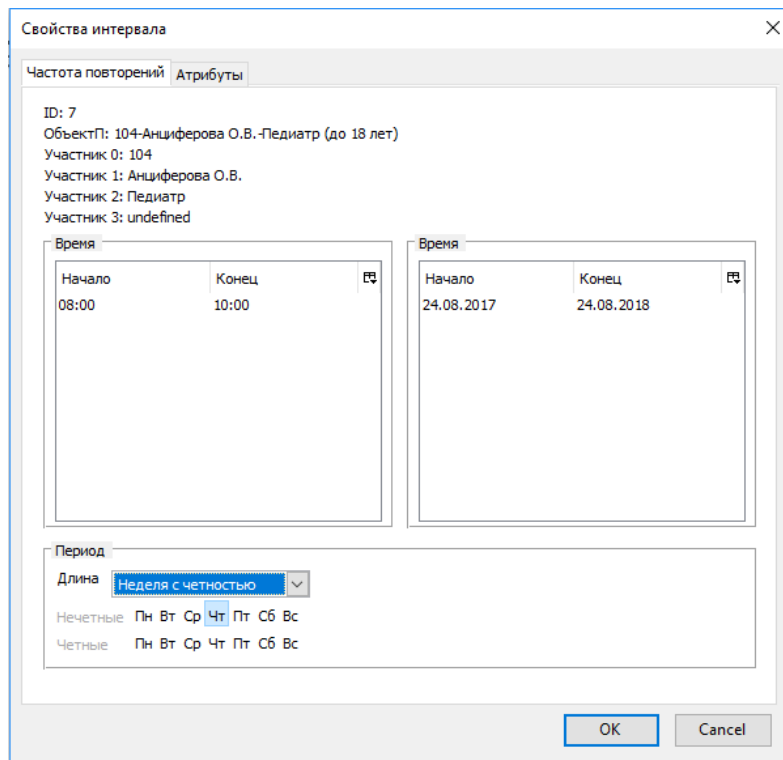 Свойства интервала
Частота повторений Атрибуты
ID: 7
ОбъектП: 104-Анциферова О.В.-Педиатр (до 18 лет)
Участник 0: 104
Участник 1: Анциферова О.В.
Участник 2: Педиатр
Участник 3: undefined
Время
Начало Конец
08:00 10:00
Время
Начало Конец
24.08.2017 24.08.2018
Период
Длина Неделя с четностью
Нечетные Пн Вт Ср Чт Пт Сб Вс
Четные Пн Вт Ср Чт Пт Сб Вс
OK Cancel